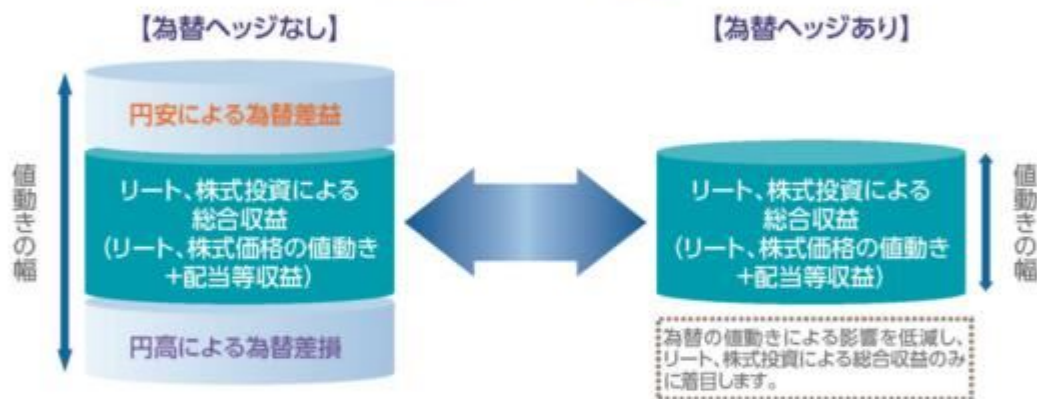 【為替ヘッジなし】
円安による為替差益
リート、株式投資による
総合収益
(リート、株式価格の値動き
+配当等収益)
円高による為替差損
値動きの幅
【為替ヘッジあり】
リート、株式投資による
総合収益
(リート、株式価格の値動き
+配当等収益)
値動きの幅
為替の値動きによる影響を低減し、
リート、株式投資による総合収益のみ
に着目します。